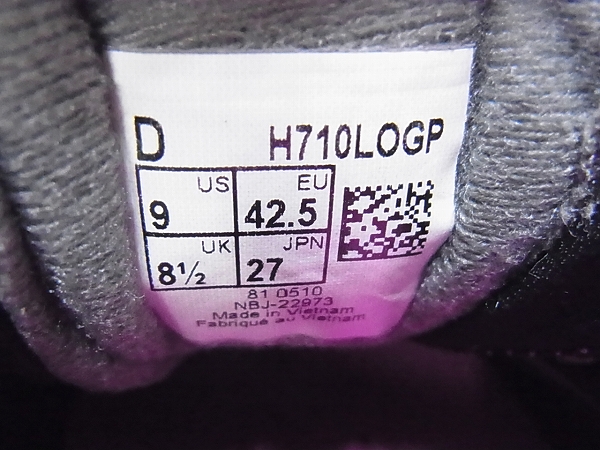 D H710LOGP
US EU
9 42.5
UK JPN
8½ 27
81 0510
NBJ-22973
Made in Vietnam
Fabriqué au Vietnam